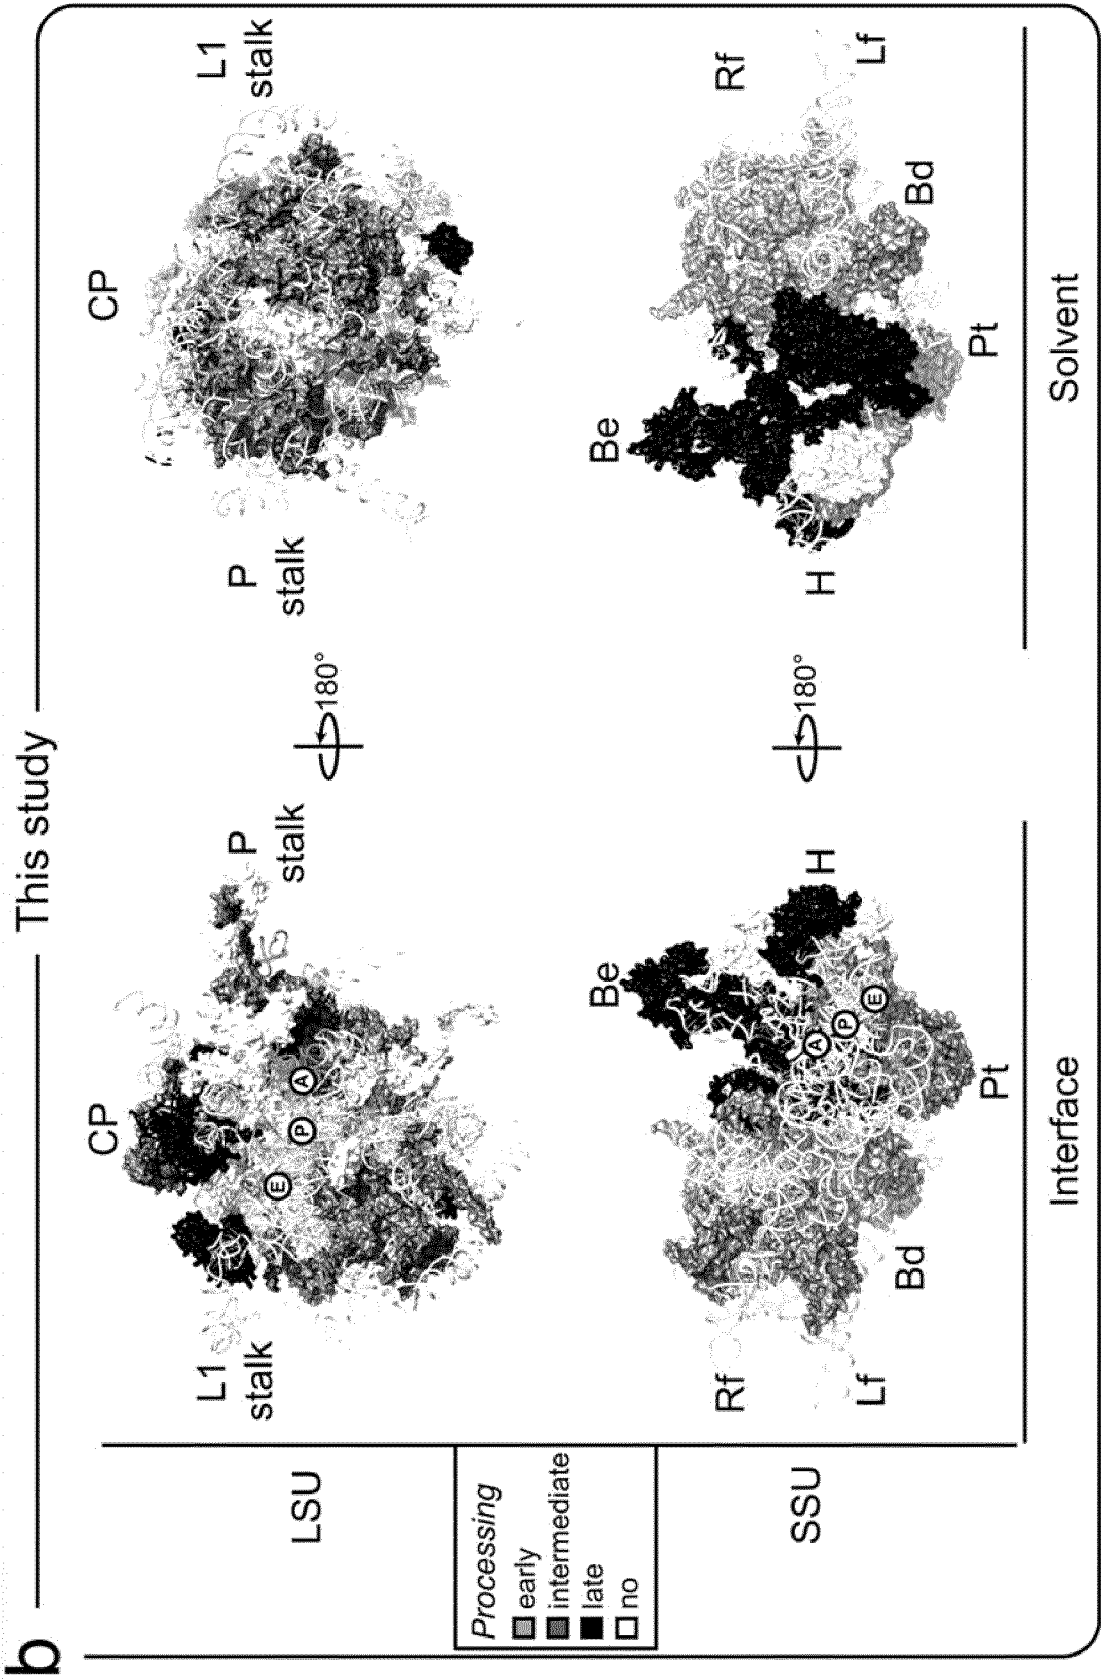 b
This study
LSU
L1
stalk
CP
P
stalk
E
P
A
180°
P
stalk
CP
L1
stalk
Processing
early
intermediate
late
no
SSU
Rf
Lf
Bd
Pt
Be
H
A
P
E
180°
H
Be
Pt
Bd
Rf
Lf
Interface
Solvent